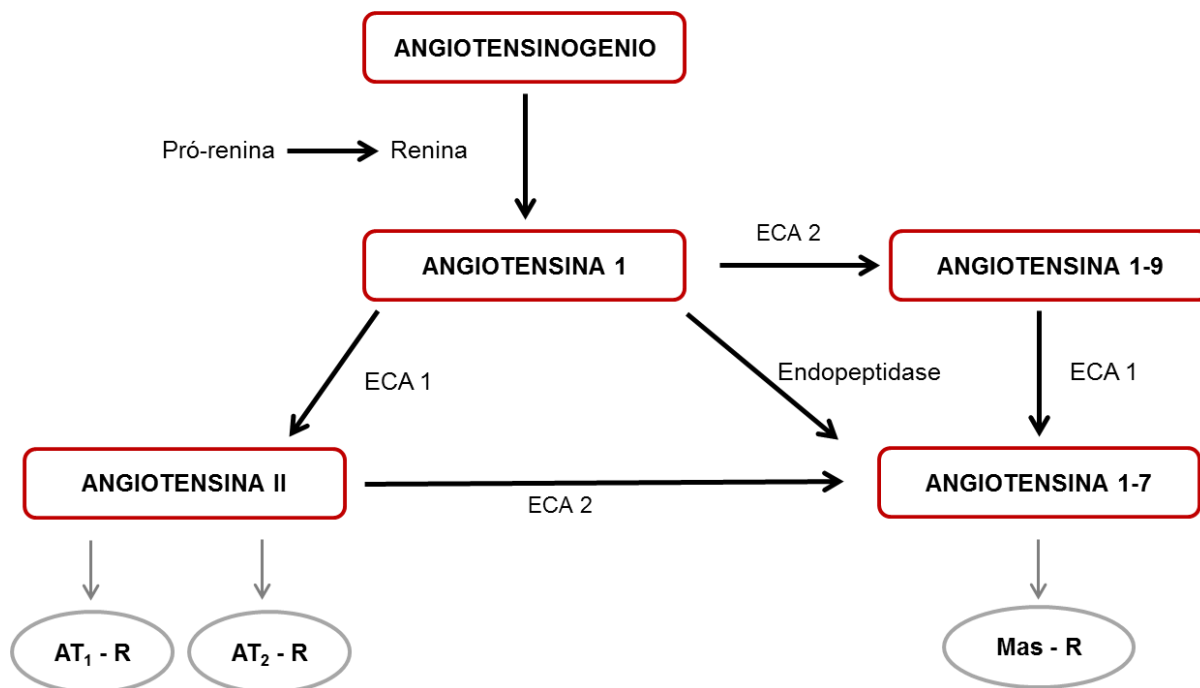 ANGIOTENSINOGENIO
Pró-renina
Renina
ECA 2
ANGIOTENSINA 1
ANGIOTENSINA 1-9
ECA 1
Endopeptidase
ECA 1
ANGIOTENSINA II
ECA 2
ANGIOTENSINA 1-7
AT₁ - R
AT₂ - R
Mas - R